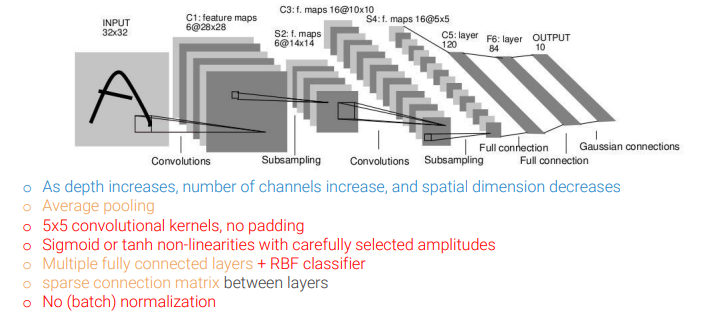 INPUT
32x32
C1: feature maps
6@28x28
S2: f. maps
6@14x14
C3: f. maps 16@10x10
S4: f. maps 16@5x5
C5: layer
120
F6: layer
84
OUTPUT
10
Convolutions
Subsampling
Convolutions
Subsampling
Full connection
Full connection
Gaussian connections
o As depth increases, number of channels increase, and spatial dimension decreases
o Average pooling
o 5x5 convolutional kernels, no padding
o Sigmoid or tanh non-linearities with carefully selected amplitudes
o Multiple fully connected layers + RBF classifier
o sparse connection matrix between layers
o No (batch) normalization